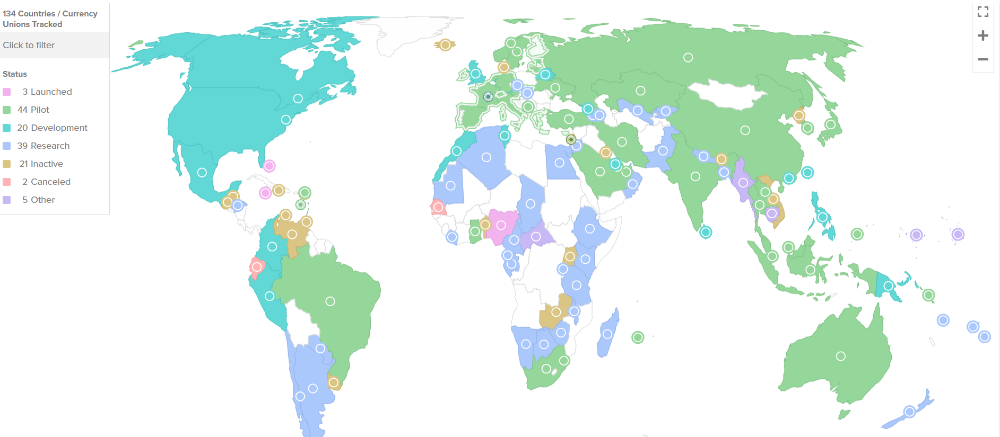 134 Countries / Currency
Unions Tracked
Click to filter
Status
3 Launched
44 Pilot
20 Development
39 Research
21 Inactive
2 Canceled
5 Other